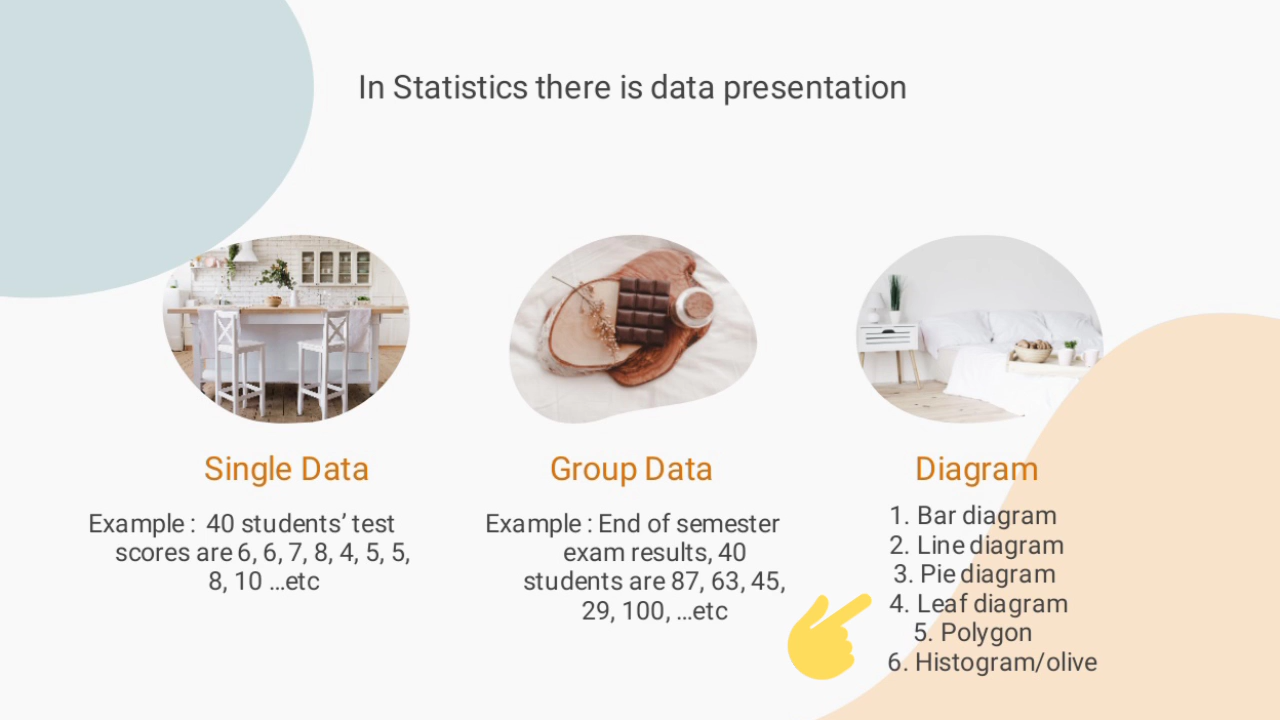 In Statistics there is data presentation
Single Data
Example : 40 students’ test
scores are 6, 6, 7, 8, 4, 5, 5,
8, 10 ...etc
Group Data
Example : End of semester
exam results, 40
students are 87, 63, 45,
29, 100, ...etc
Diagram
1. Bar diagram
2. Line diagram
3. Pie diagram
4. Leaf diagram
5. Polygon
6. Histogram/olive